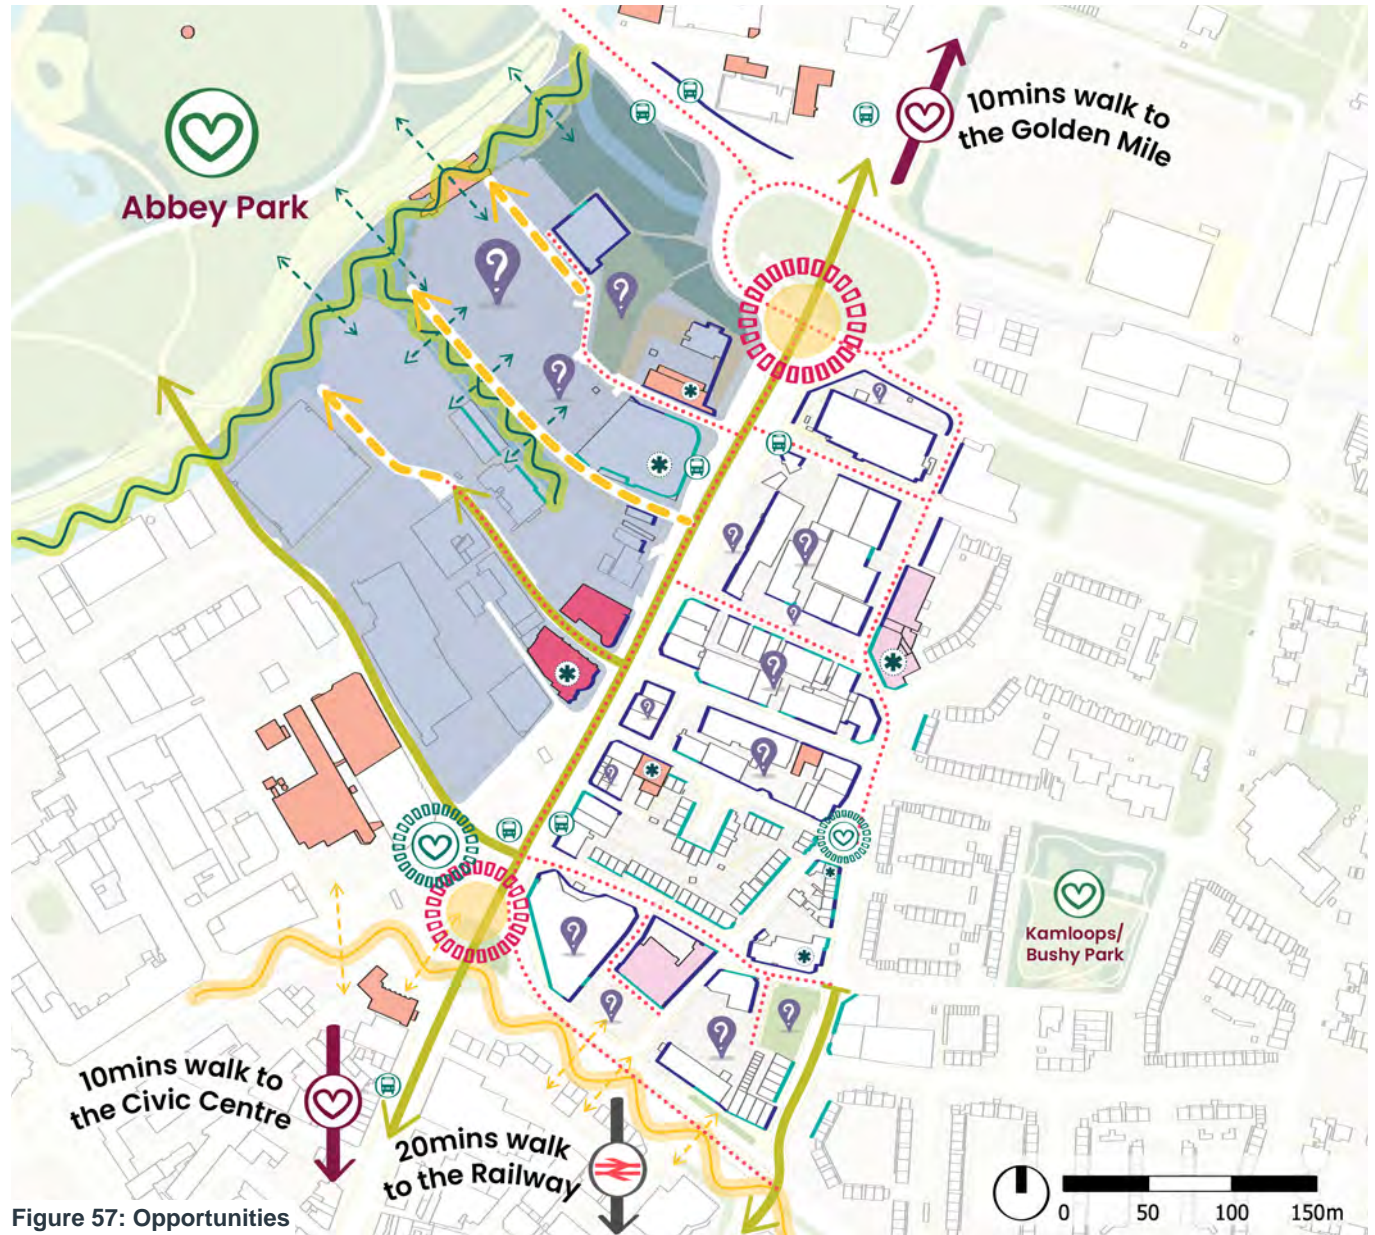 10mins walk to
the Golden Mile
Abbey Park
?
?
?
?
?
?
?
?
?
?
?
Kamloops/
Bushy Park
?
?
?
?
10mins walk to
the Civic Centre
20mins walk
to the Railway
0 50 100 150m
Figure 57: Opportunities